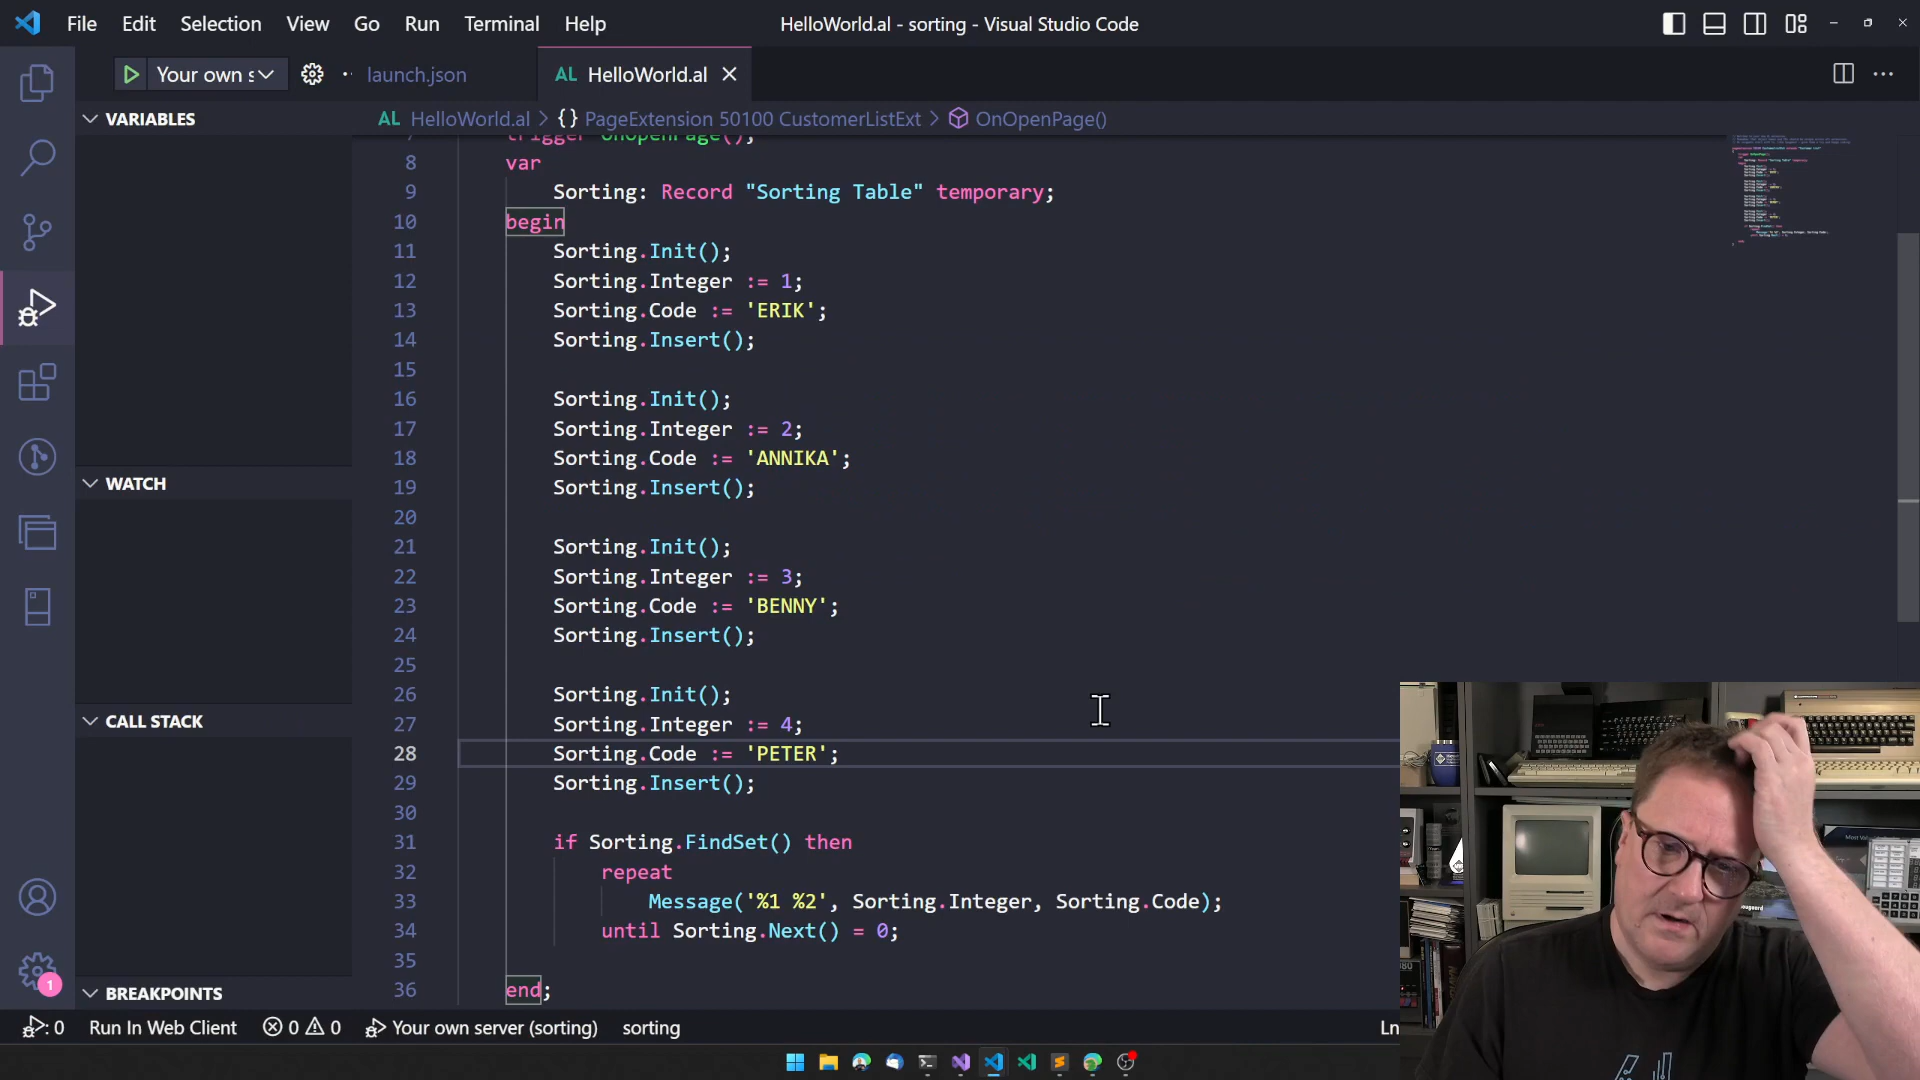 File Edit Selection View Go Run Terminal Help
HelloWorld.al - sorting - Visual Studio Code
Your own s
launch.json
AL HelloWorld.al
VARIABLES
AL HelloWorld.al > {} PageExtension 50100 CustomerListExt > OnOpenPage()
7 trigger OnOpenPage();
8 var
9 Sorting: Record "Sorting Table" temporary;
10 begin
11 Sorting.Init();
12 Sorting.Integer := 1;
13 Sorting.Code := 'ERIK';
14 Sorting.Insert();
15
16 Sorting.Init();
17 Sorting.Integer := 2;
18 Sorting.Code := 'ANNIKA';
19 Sorting.Insert();
20
21 Sorting.Init();
22 Sorting.Integer := 3;
23 Sorting.Code := 'BENNY';
24 Sorting.Insert();
25
26 Sorting.Init();
27 Sorting.Integer := 4;
28 Sorting.Code := 'PETER';
29 Sorting.Insert();
30
31 if Sorting.FindSet() then
32 repeat
33 Message('%1 %2', Sorting.Integer, Sorting.Code);
34 until Sorting.Next() = 0;
35
36 end;
WATCH
CALL STACK
BREAKPOINTS
1
: 0 Run In Web Client 0 0 Your own server (sorting) sorting
Ln